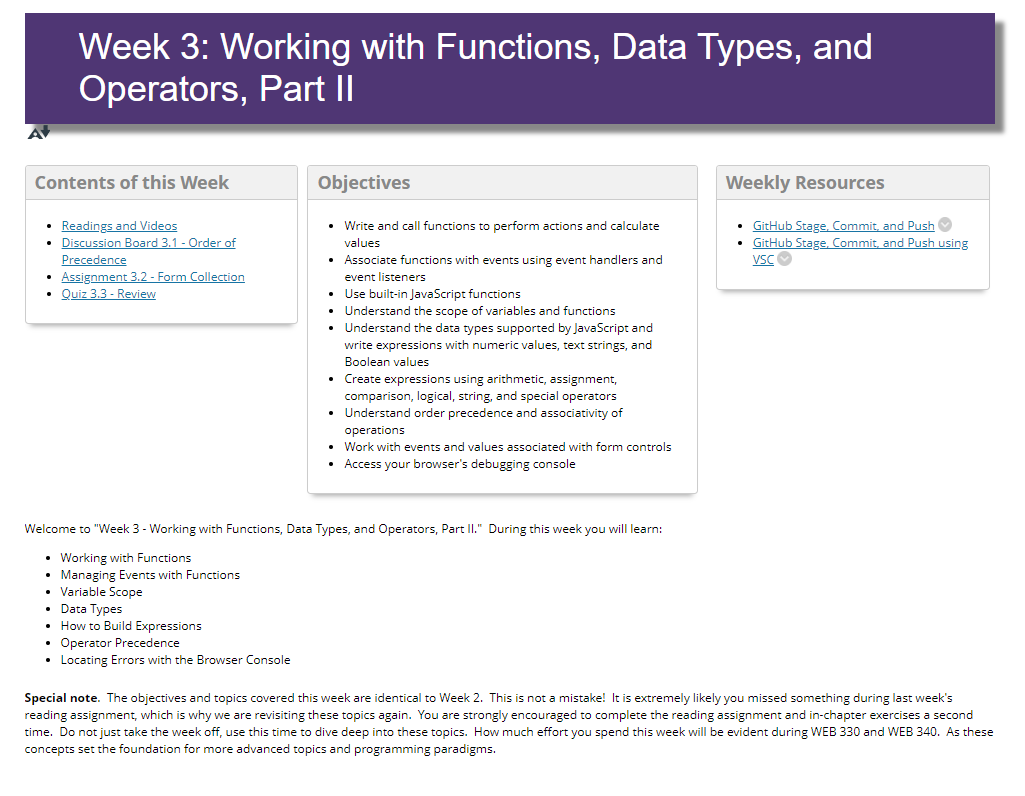 Week 3: Working with Functions, Data Types, and
Operators, Part II
A
Contents of this Week
• Readings and Videos
• Discussion Board 3.1 - Order of
Precedence
• Assignment 3.2 - Form Collection
• Quiz 3.3 - Review
Objectives
• Write and call functions to perform actions and calculate
values
• Associate functions with events using event handlers and
event listeners
• Use built-in JavaScript functions
• Understand the scope of variables and functions
• Understand the data types supported by JavaScript and
write expressions with numeric values, text strings, and
Boolean values
• Create expressions using arithmetic, assignment,
comparison, logical, string, and special operators
• Understand order precedence and associativity of
operations
• Work with events and values associated with form controls
• Access your browser's debugging console
Weekly Resources
• GitHub Stage, Commit, and Push
• GitHub Stage, Commit, and Push using
VSC
Welcome to "Week 3 - Working with Functions, Data Types, and Operators, Part II."  During this week you will learn:
• Working with Functions
• Managing Events with Functions
• Variable Scope
• Data Types
• How to Build Expressions
• Operator Precedence
• Locating Errors with the Browser Console
Special note.  The objectives and topics covered this week are identical to Week 2.  This is not a mistake!  It is extremely likely you missed something during last week's
reading assignment, which is why we are revisiting these topics again.  You are strongly encouraged to complete the reading assignment and in-chapter exercises a second
time.  Do not just take the week off, use this time to dive deep into these topics.  How much effort you spend this week will be evident during WEB 330 and WEB 340.  As these
concepts set the foundation for more advanced topics and programming paradigms.